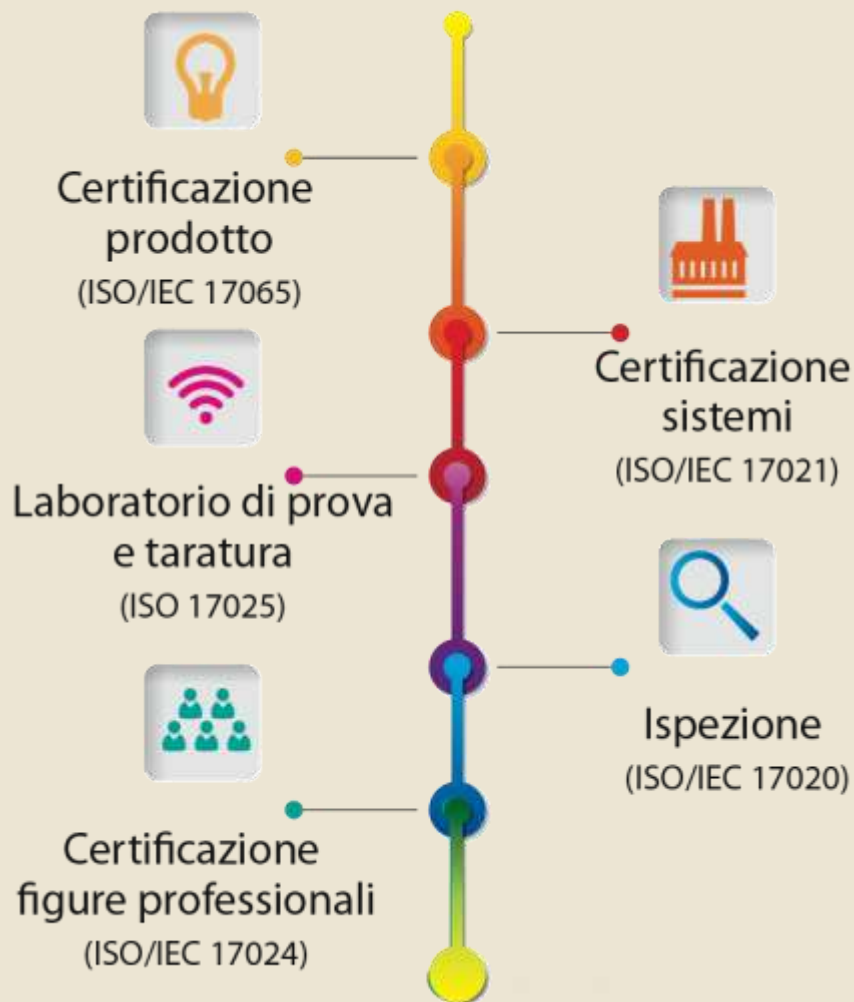 Certificazione
prodotto
(ISO/IEC 17065)
Certificazione
sistemi
(ISO/IEC 17021)
Laboratorio di prova
e taratura
(ISO 17025)
Ispezione
(ISO/IEC 17020)
Certificazione
figure professionali
(ISO/IEC 17024)